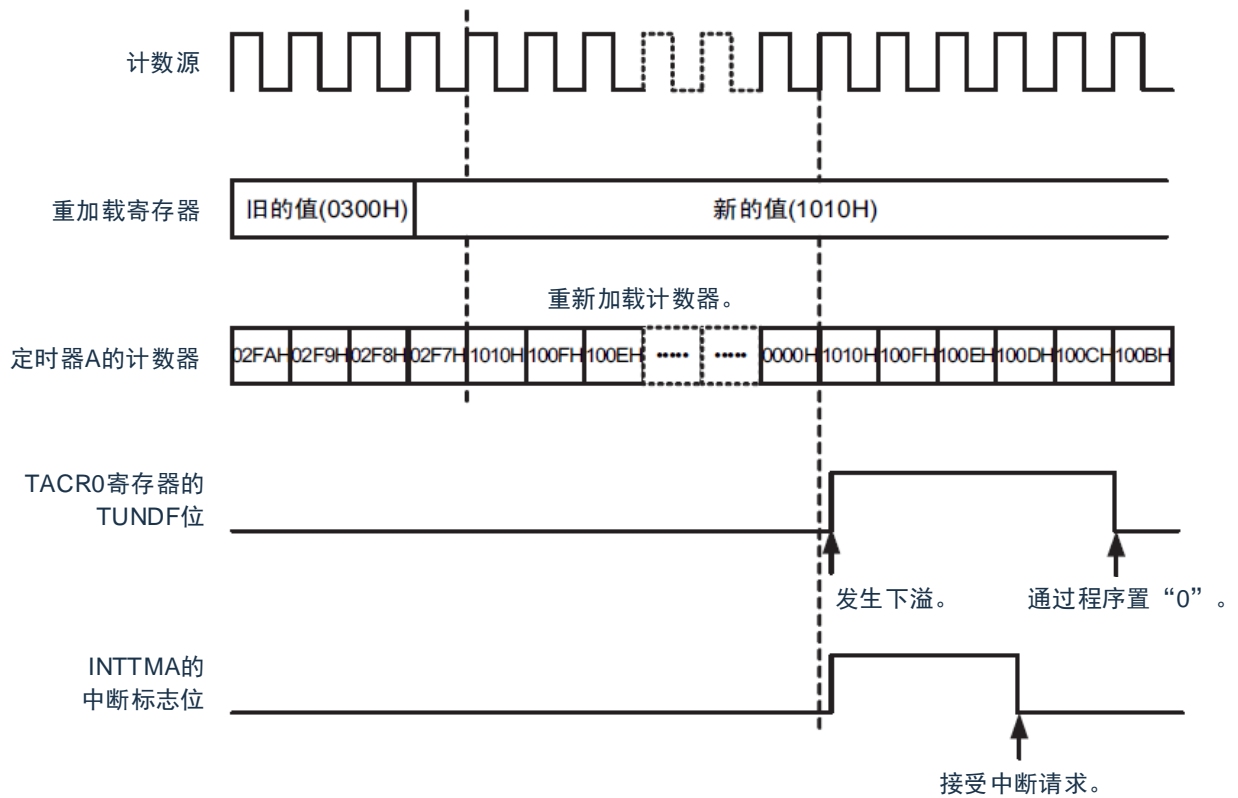 计数源
重加载寄存器
旧的值(0300H)
新的值(1010H)
重新加载计数器。
定时器A的计数器
02FAH 02F9H 02F8H 02F7H 1010H 100FH 100EH ••••• ••••• 0000H 1010H 100FH 100EH 100DH 100CH 100BH
TACR0寄存器的
TUNDF位
发生下溢。
通过程序置“0”。
INTTMA的
中断标志位
接受中断请求。